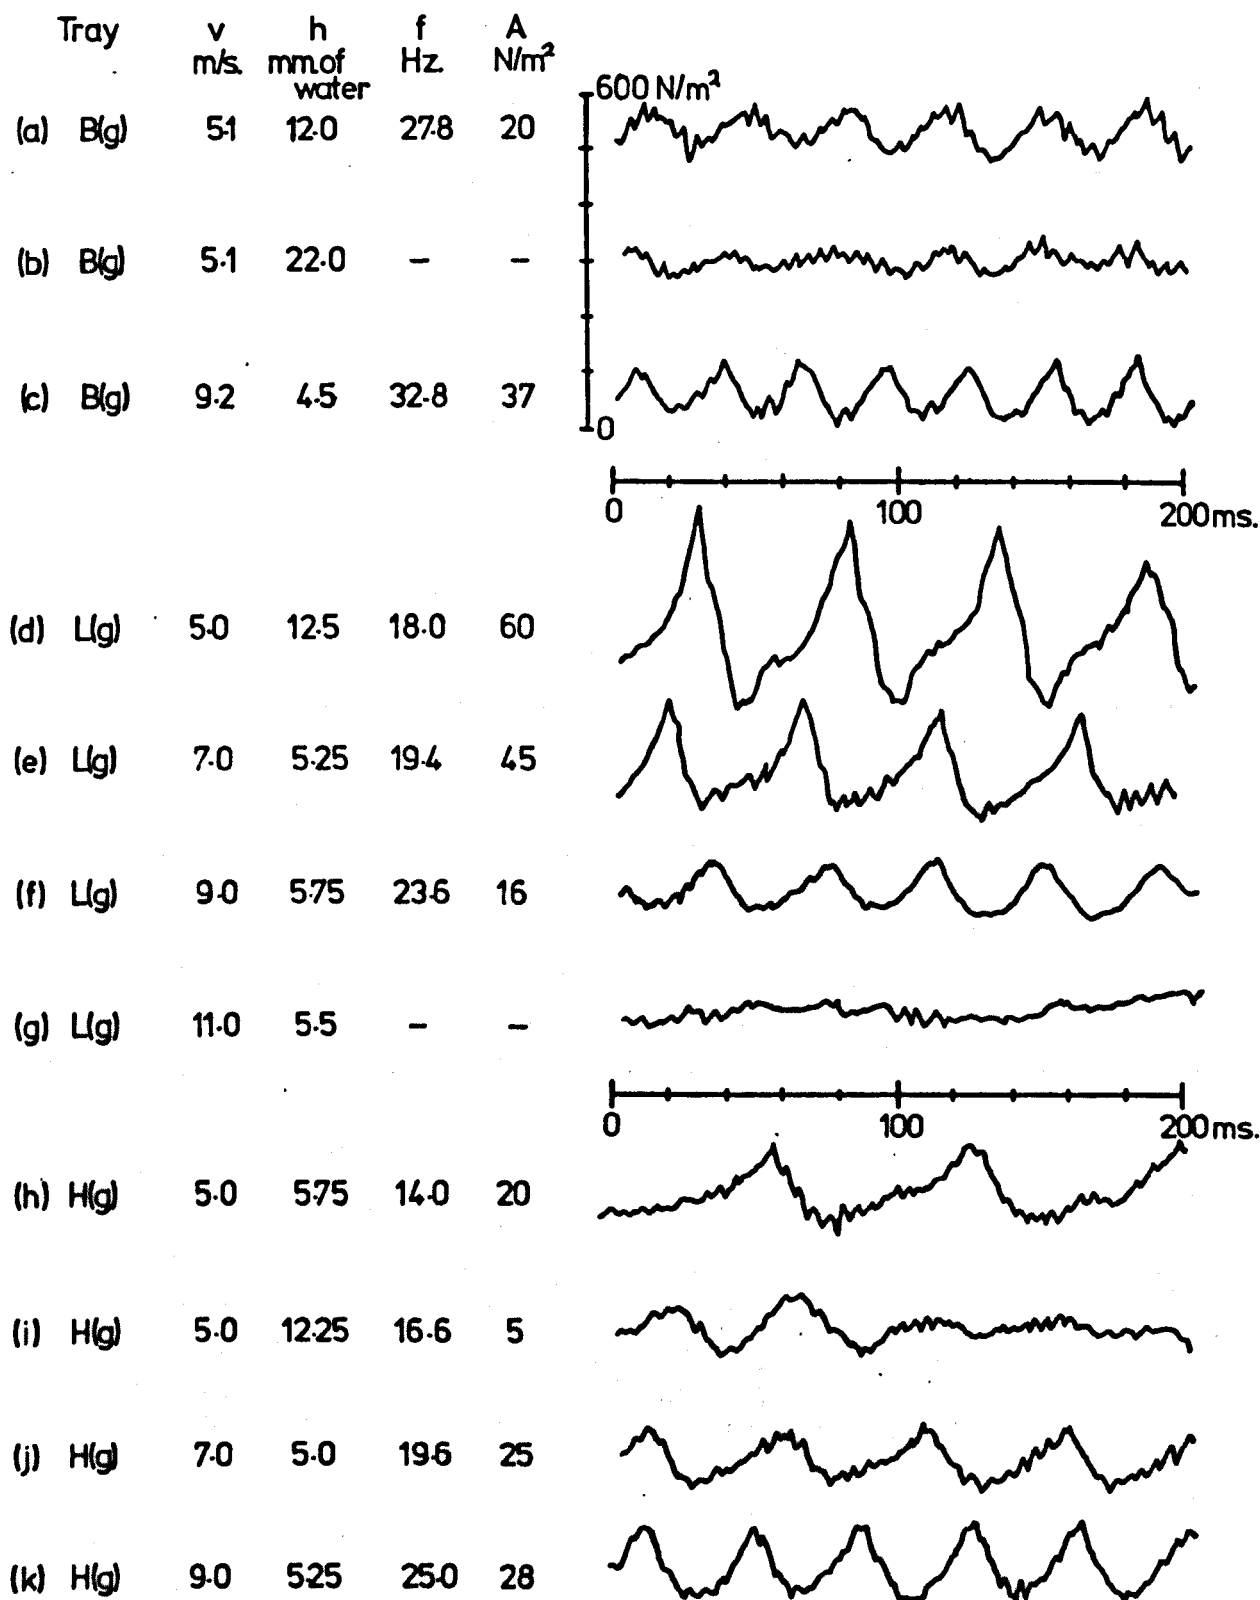 Tray v h f A
m/s. mm.of Hz. N/m²
water
600 N/m²
(a) B(g) 5·1 12·0 27·8 20
(b) B(g) 5·1 22·0 – –
(c) B(g) 9·2 4·5 32·8 37
0
0 100 200ms.
(d) L(g) 5·0 12·5 18·0 60
(e) L(g) 7·0 5·25 19·4 45
(f) L(g) 9·0 5·75 23·6 16
(g) L(g) 11·0 5·5 – –
0 100 200ms.
(h) H(g) 5·0 5·75 14·0 20
(i) H(g) 5·0 12·25 16·6 5
(j) H(g) 7·0 5·0 19·6 25
(k) H(g) 9·0 5·25 25·0 28